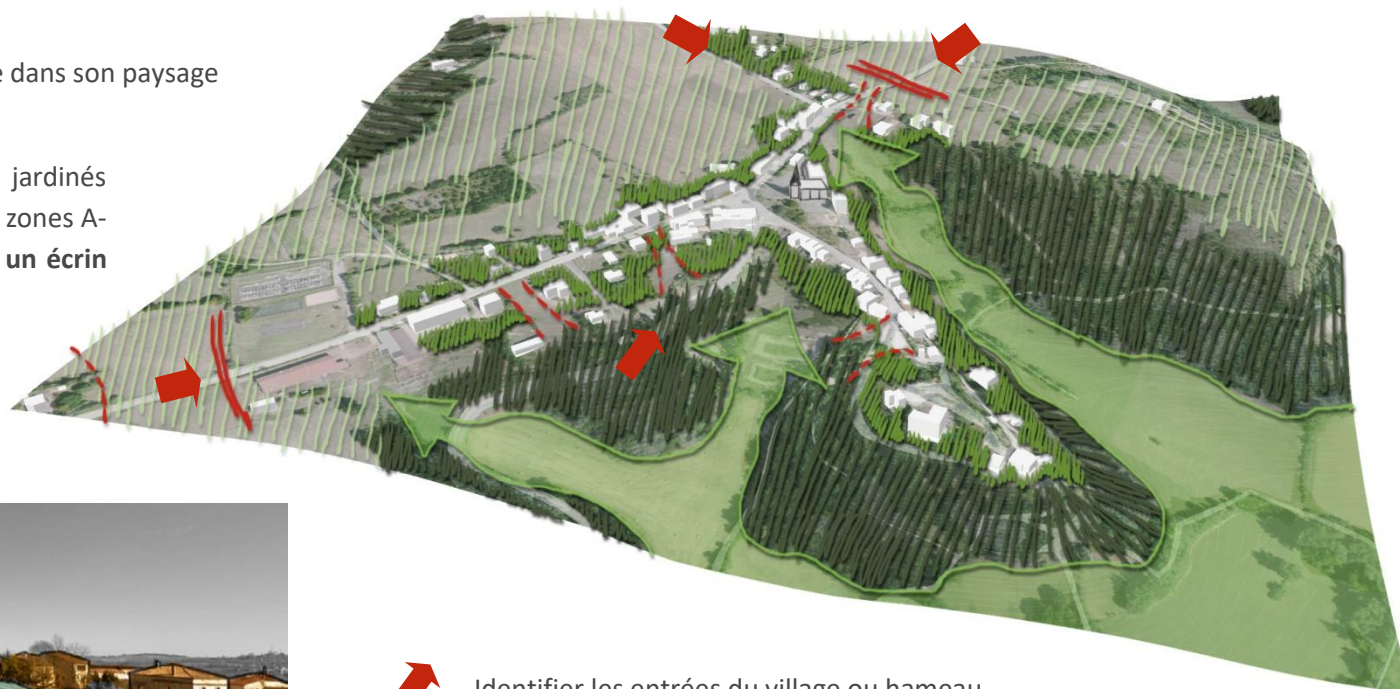 dans son paysage
jardinés
zones A-
un écrin
Identifier les entrées du village ou hameau